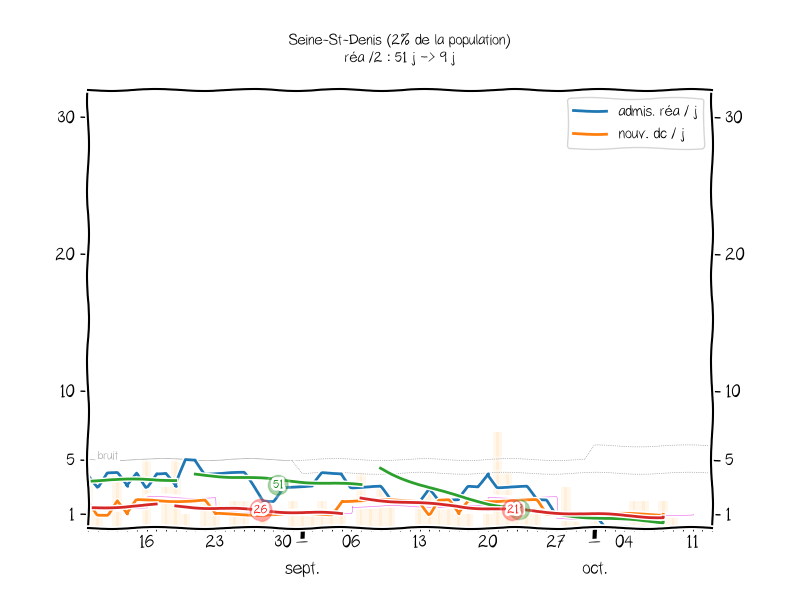 Seine-St-Denis (2% de la population)
réa /2 : 51 j -> 9 j
admis. réa / j
nouv. dc / j
30
30
20
20
10
10
bruit
5
5
51
26
21
1
1
16 23 30 06 13 20 27 04 11
sept. oct.